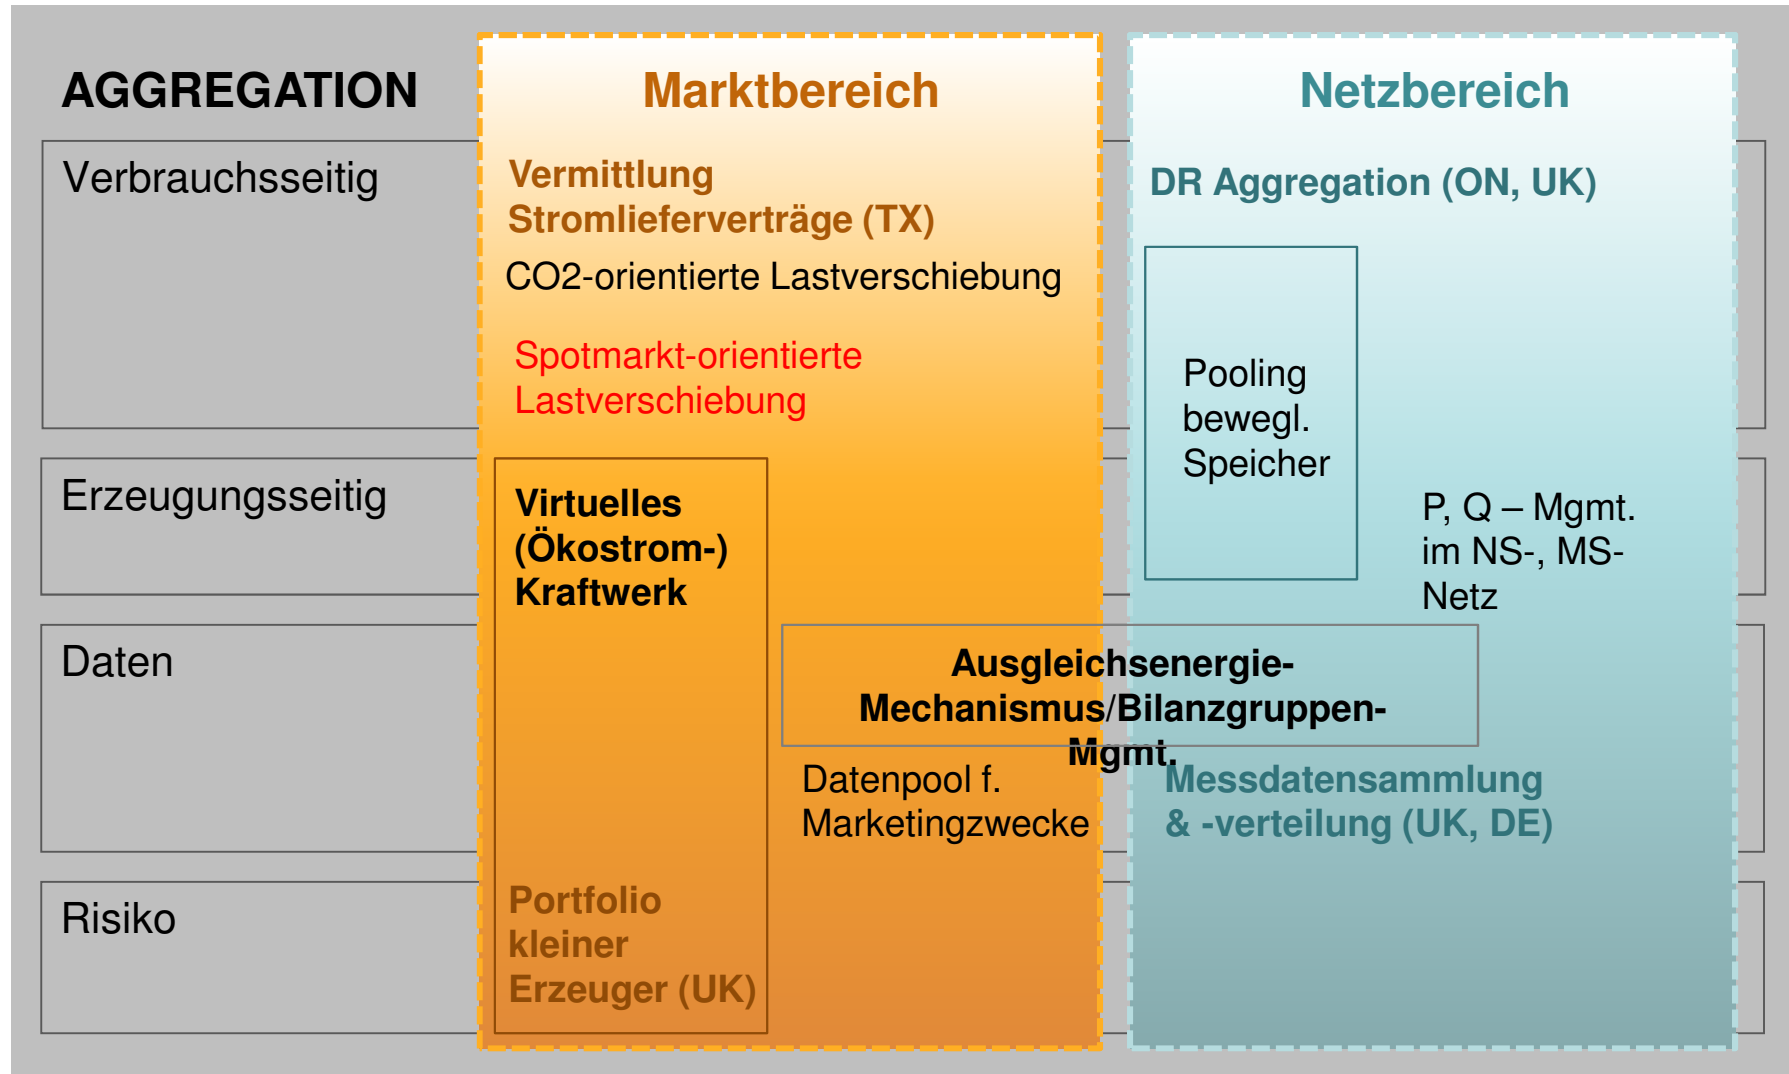 AGGREGATION
Marktbereich
Netzbereich
Verbrauchsseitig
Vermittlung
Stromlieferverträge (TX)
CO2-orientierte Lastverschiebung
Spotmarkt-orientierte
Lastverschiebung
DR Aggregation (ON, UK)
Pooling
bewegl.
Speicher
Erzeugungsseitig
Virtuelles
(Ökostrom-)
Kraftwerk
P, Q – Mgmt.
im NS-, MS-
Netz
Daten
Ausgleichsenergie-
Mechanismus/Bilanzgruppen-
Mgmt.
Datenpool f.
Marketingzwecke
Messdatensammlung
& -verteilung (UK, DE)
Risiko
Portfolio
kleiner
Erzeuger (UK)